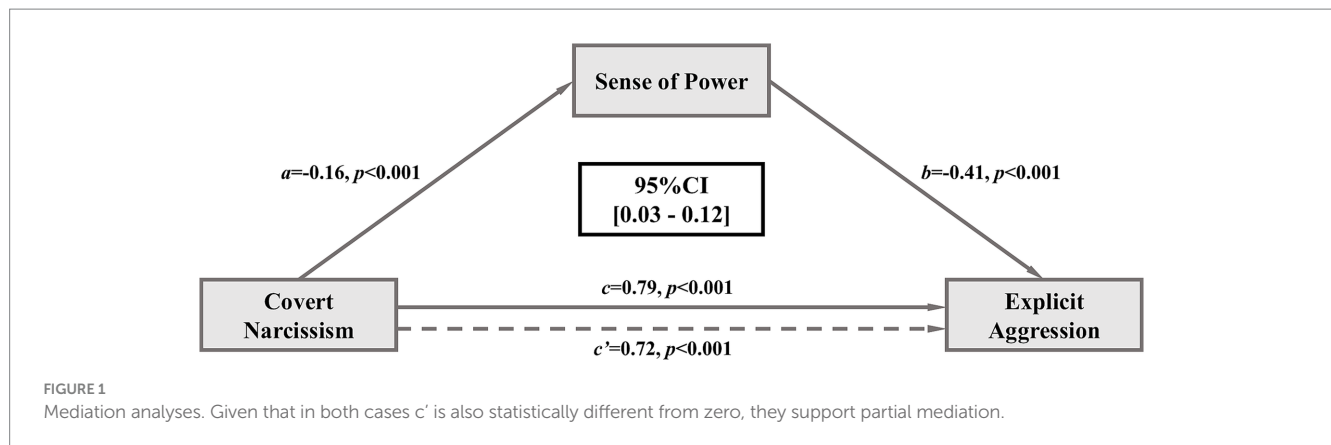 Sense of Power
a=-0.16, p<0.001
b=-0.41, p<0.001
95%CI
[0.03 - 0.12]
Covert
Narcissism
c=0.79, p<0.001
c’=0.72, p<0.001
Explicit
Aggression
FIGURE 1
Mediation analyses. Given that in both cases c’ is also statistically different from zero, they support partial mediation.